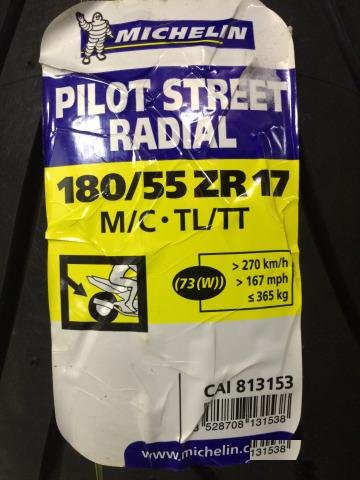 MICHELIN
PILOT STREET
RADIAL
180/55 ZR 17
M/C • TL/TT
(73(W))
> 270 km/h
> 167 mph
≤ 365 kg
CAI 813153
3 528708 131538
www.michelin.c
131538